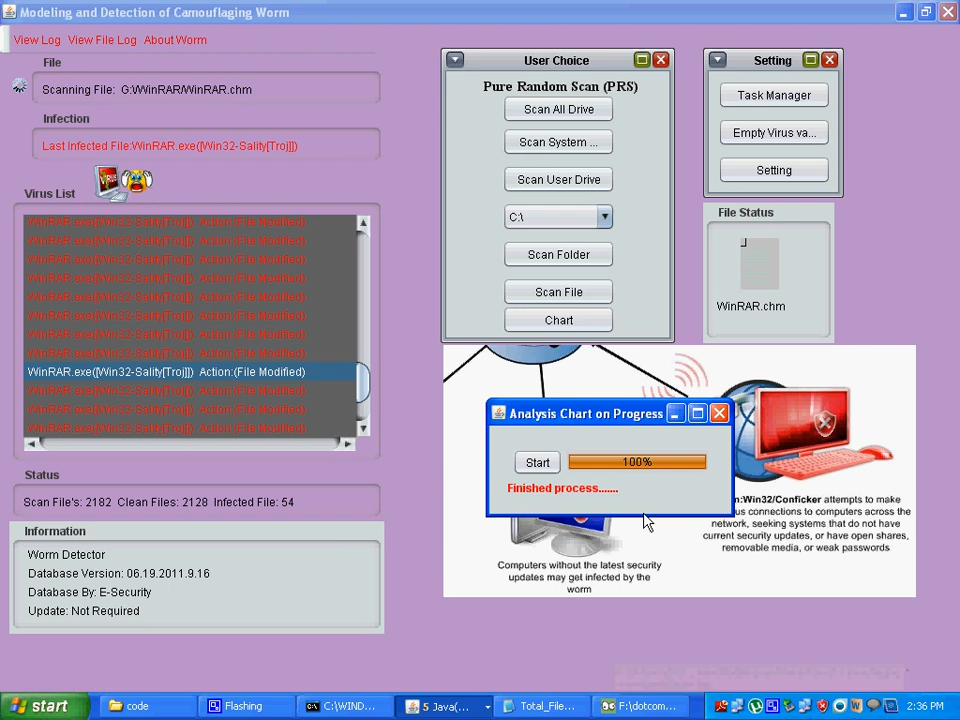 Modeling and Detection of Camouflaging Worm
View Log View File Log About Worm
File
Scanning File: G:\WinRAR/WinRAR.chm
Infection
Last Infected File:WinRAR.exe([Win32-Sality[Troj]])
Virus List
WinRAR.exe([Win32-Sality[Troj]]) Action:(File Modified)
WinRAR.exe([Win32-Sality[Troj]]) Action:(File Modified)
WinRAR.exe([Win32-Sality[Troj]]) Action:(File Modified)
WinRAR.exe([Win32-Sality[Troj]]) Action:(File Modified)
WinRAR.exe([Win32-Sality[Troj]]) Action:(File Modified)
WinRAR.exe([Win32-Sality[Troj]]) Action:(File Modified)
WinRAR.exe([Win32-Sality[Troj]]) Action:(File Modified)
WinRAR.exe([Win32-Sality[Troj]]) Action:(File Modified)
WinRAR.exe([Win32-Sality[Troj]]) Action:(File Modified)
WinRAR.exe([Win32-Sality[Troj]]) Action:(File Modified)
WinRAR.exe([Win32-Sality[Troj]]) Action:(File Modified)
WinRAR.exe([Win32-Sality[Troj]]) Action:(File Modified)
Status
Scan File's: 2182 Clean Files: 2128 Infected File: 54
Information
Worm Detector
Database Version: 06.19.2011.9.16
Database By: E-Security
Update: Not Required
User Choice
Pure Random Scan (PRS)
Scan All Drive
Scan System ...
Scan User Drive
C:\
Scan Folder
Scan File
Chart
Setting
Task Manager
Empty Virus va...
Setting
File Status
WinRAR.chm
Analysis Chart on Progress
Start 100%
Finished process.......
Computers without the latest security
updates may get infected by the
worm
n:Win32/Conficker attempts to make
us connections to computers across the
network, seeking systems that do not have
current security updates, or have open shares,
removable media, or weak passwords
start code Flashing C:\WIND... 5 Java(... Total_File... F:\dotcom... 2:36 PM